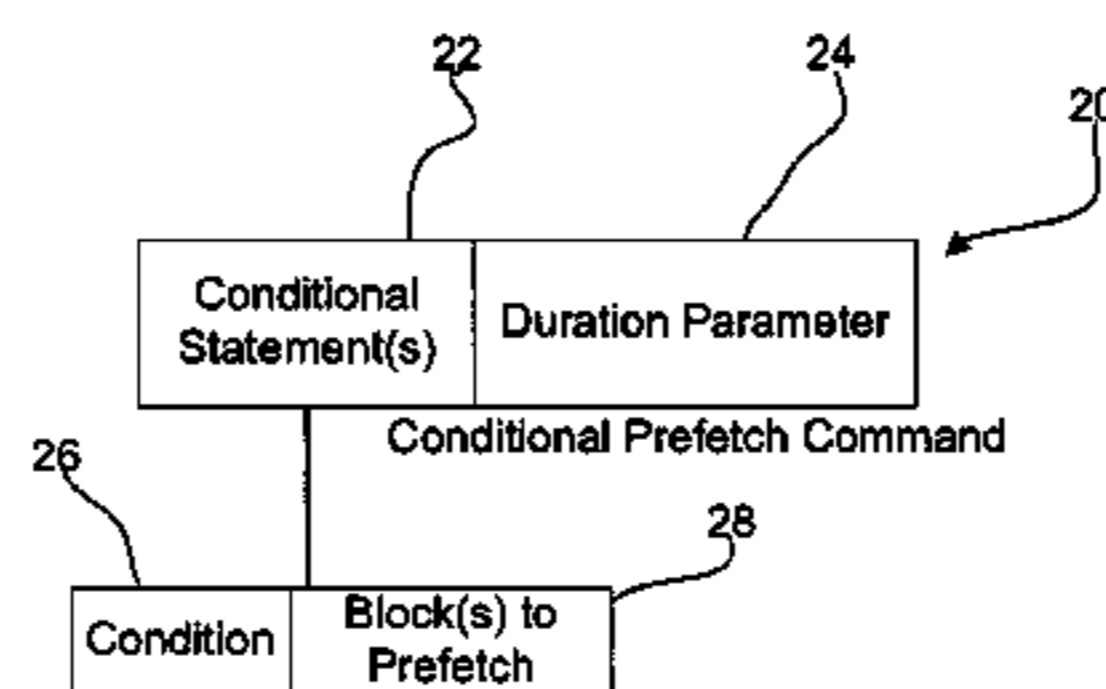 22
24
20
Conditional
Statement(s)
Duration Parameter
Conditional Prefetch Command
26
28
Condition
Block(s) to
Prefetch